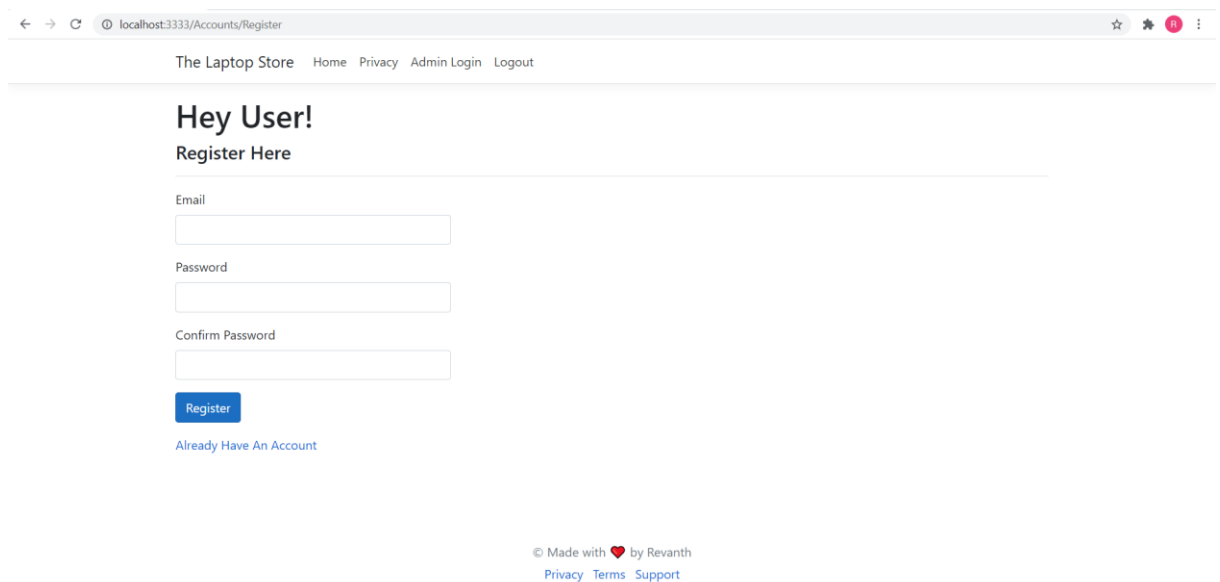 localhost:3333/Accounts/Register
R
The Laptop Store Home Privacy Admin Login Logout
Hey User!
Register Here
Email
Password
Confirm Password
Register
Already Have An Account
© Made with ❤ by Revanth
Privacy Terms Support